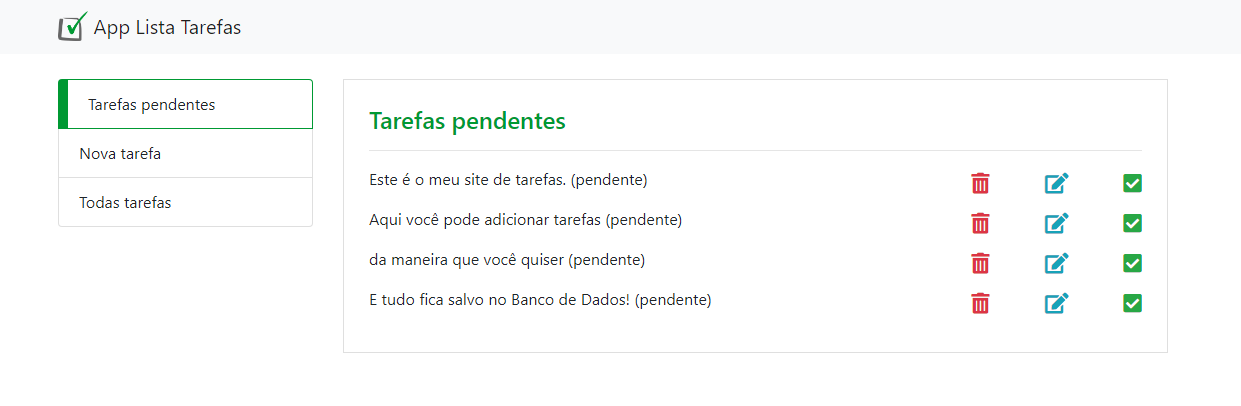 App Lista Tarefas
Tarefas pendentes
Nova tarefa
Todas tarefas
Tarefas pendentes
Este é o meu site de tarefas. (pendente)
Aqui você pode adicionar tarefas (pendente)
da maneira que você quiser (pendente)
E tudo fica salvo no Banco de Dados! (pendente)